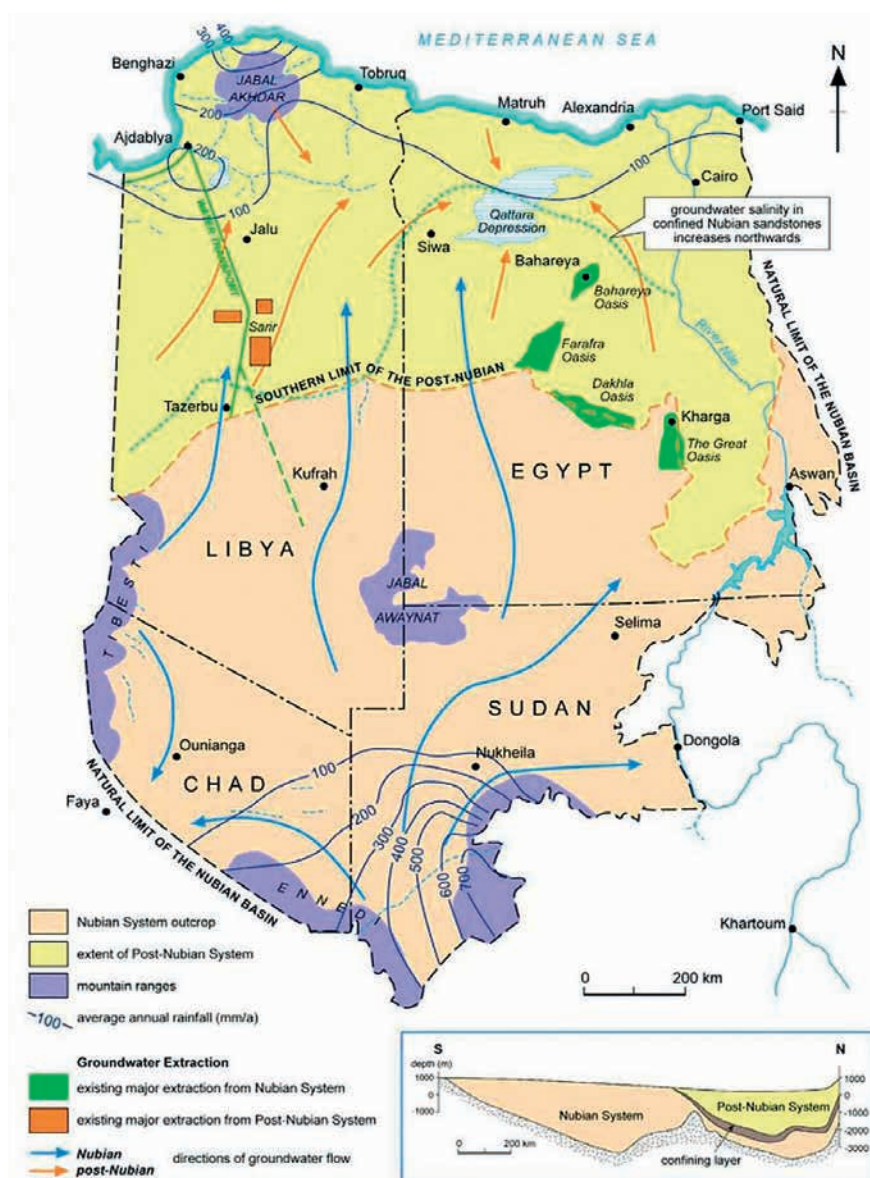 MEDITERRANEAN SEA
N
400
300
Benghazi
JABAL
AKHDAR
Tobruq
200
Matruh
Alexandria
Port Said
Ajdablya
200
100
100
Cairo
WATER TRANSPORT
Jalu
Qattara
Depression
groundwater salinity in
confined Nubian sandstones
increases northwards
Siwa
Bahareya
Bahareya
Oasis
Sarir
Farafra
Oasis
River Nile
NATURAL LIMIT OF THE NUBIAN BASIN
SOUTHERN LIMIT OF THE POST-NUBIAN
Dakhla
Oasis
Tazerbu
Kharga
The Great
Oasis
Kufrah
EGYPT
Aswan
LIBYA
TIBESTI
JABAL
AWAYNAT
Selima
SUDAN
Ounianga
Nukheila
Dongola
CHAD
100
Faya
NATURAL LIMIT OF THE NUBIAN BASIN
200
300
400
500
600
700
ENNEDI
Khartoum
0 200 km
Nubian System outcrop
extent of Post-Nubian System
mountain ranges
100 average annual rainfall (mm/a)
Groundwater Extraction
existing major extraction from Nubian System
existing major extraction from Post-Nubian System
Nubian
post-Nubian
directions of groundwater flow
S N
depth (m)
1000
0
-1000
1000
0
-1000
-2000
-3000
Nubian System
Post-Nubian System
confining layer
0 200 km